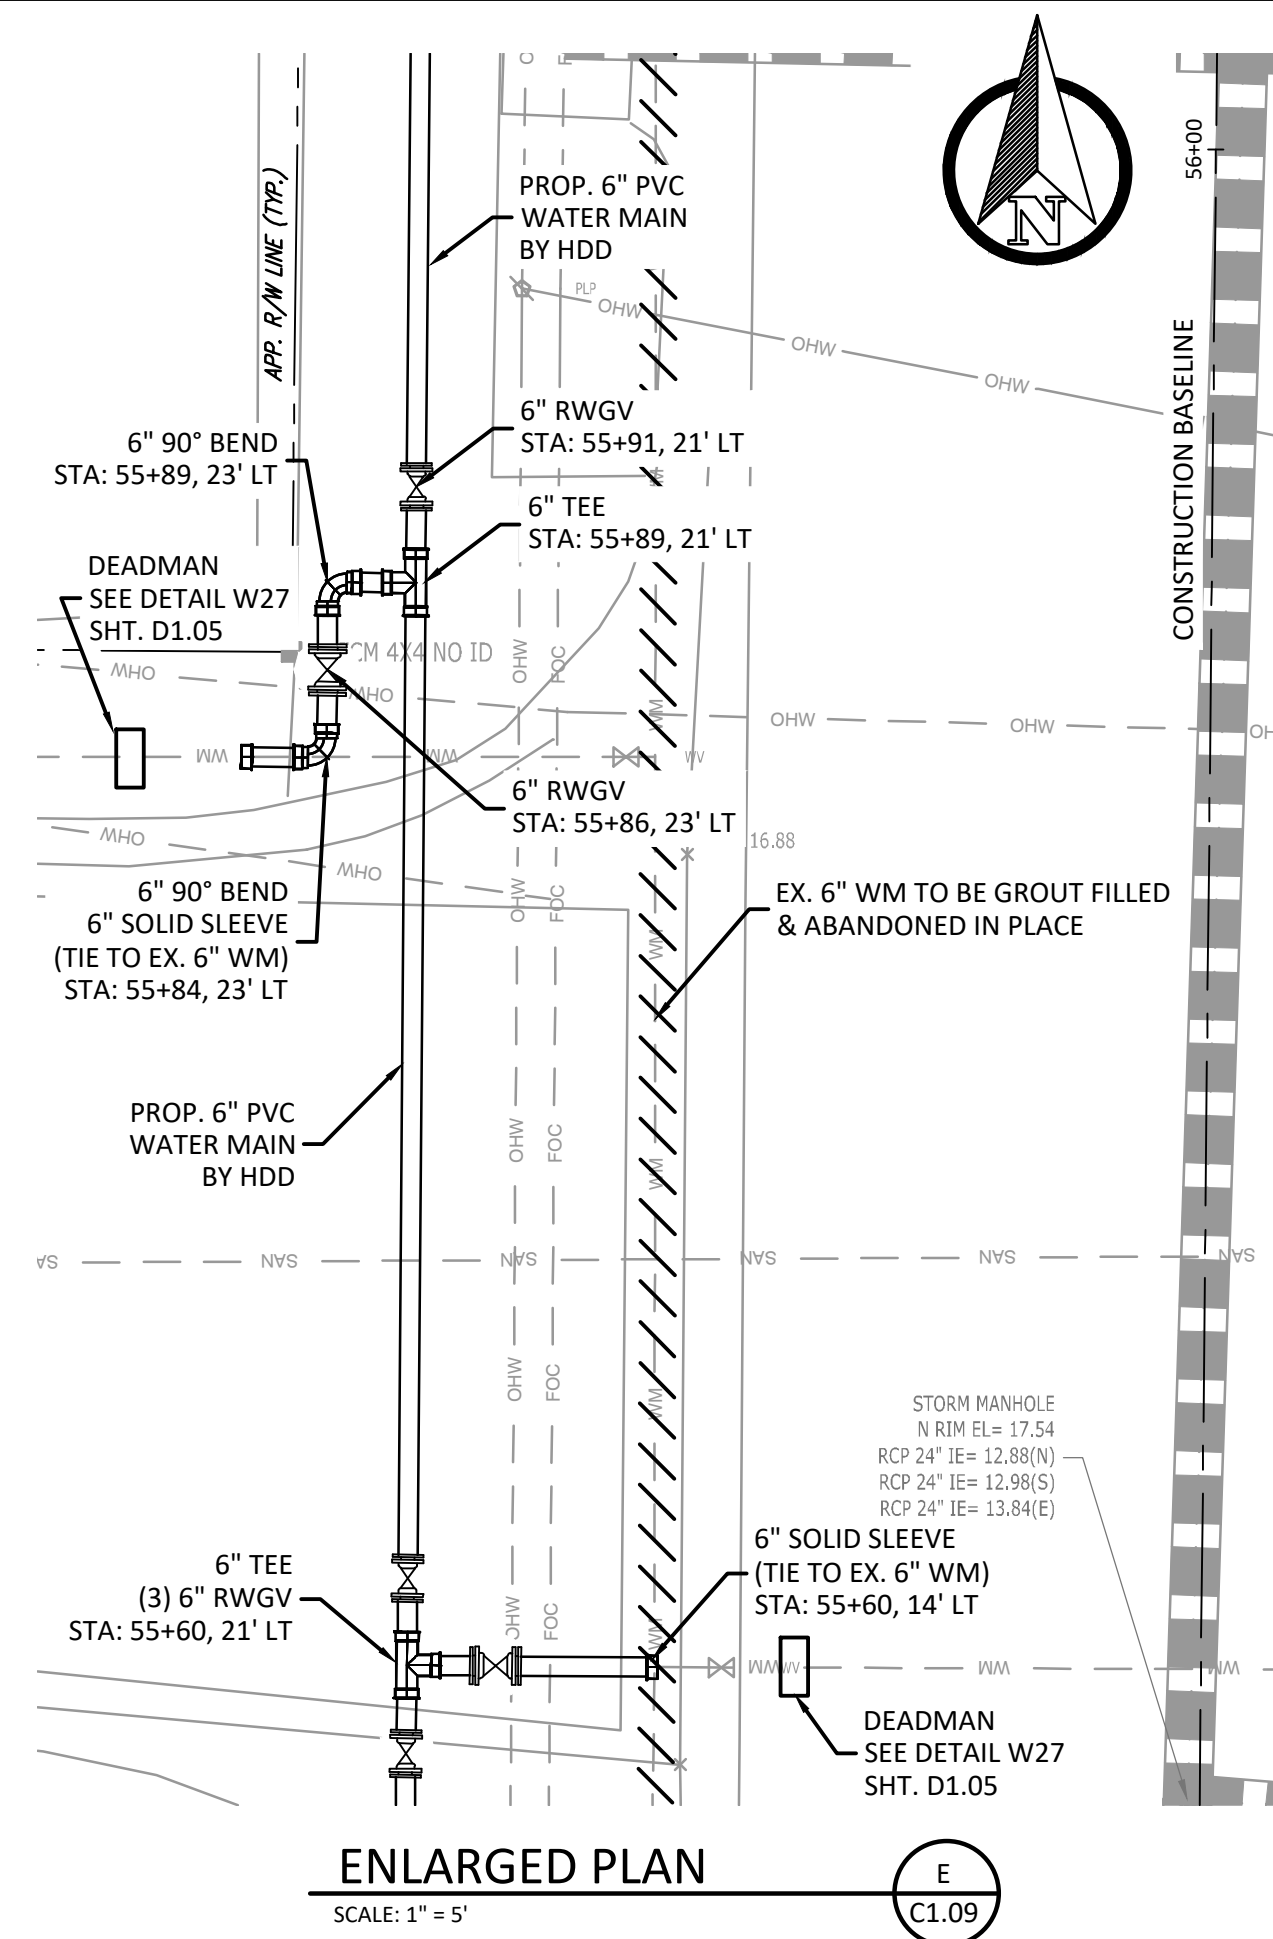 56+00
N
APP. R/W LINE (TYP.)
PROP. 6" PVC
WATER MAIN
BY HDD
PLP
OHW
OHW
OHW
CONSTRUCTION BASELINE
6" RWGV
STA: 55+91, 21' LT
6" 90° BEND
STA: 55+89, 23' LT
WM
6" TEE
STA: 55+89, 21' LT
DEADMAN
SEE DETAIL W27
SHT. D1.05
CM 4X4 NO ID
OHW
FOC
OHW
OHW
WM
OHW
OHW
OH
WM
WM
WV
6" RWGV
STA: 55+86, 23' LT
OHW
16.88
OHW
6" 90° BEND
6" SOLID SLEEVE
(TIE TO EX. 6" WM)
STA: 55+84, 23' LT
OHW
FOC
WM
EX. 6" WM TO BE GROUT FILLED
& ABANDONED IN PLACE
PROP. 6" PVC
WATER MAIN
BY HDD
OHW
FOC
WM
SAN
SAN
SAN
SAN
SAN
SAN
OHW
FOC
WM
STORM MANHOLE
N RIM EL= 17.54
RCP 24" IE= 12.88(N)
RCP 24" IE= 12.98(S)
RCP 24" IE= 13.84(E)
6" TEE
(3) 6" RWGV
STA: 55+60, 21' LT
OHW
FOC
WM
6" SOLID SLEEVE
(TIE TO EX. 6" WM)
STA: 55+60, 14' LT
WM
WV
WM
WM
DEADMAN
SEE DETAIL W27
SHT. D1.05
ENLARGED PLAN
SCALE: 1" = 5'
E
C1.09